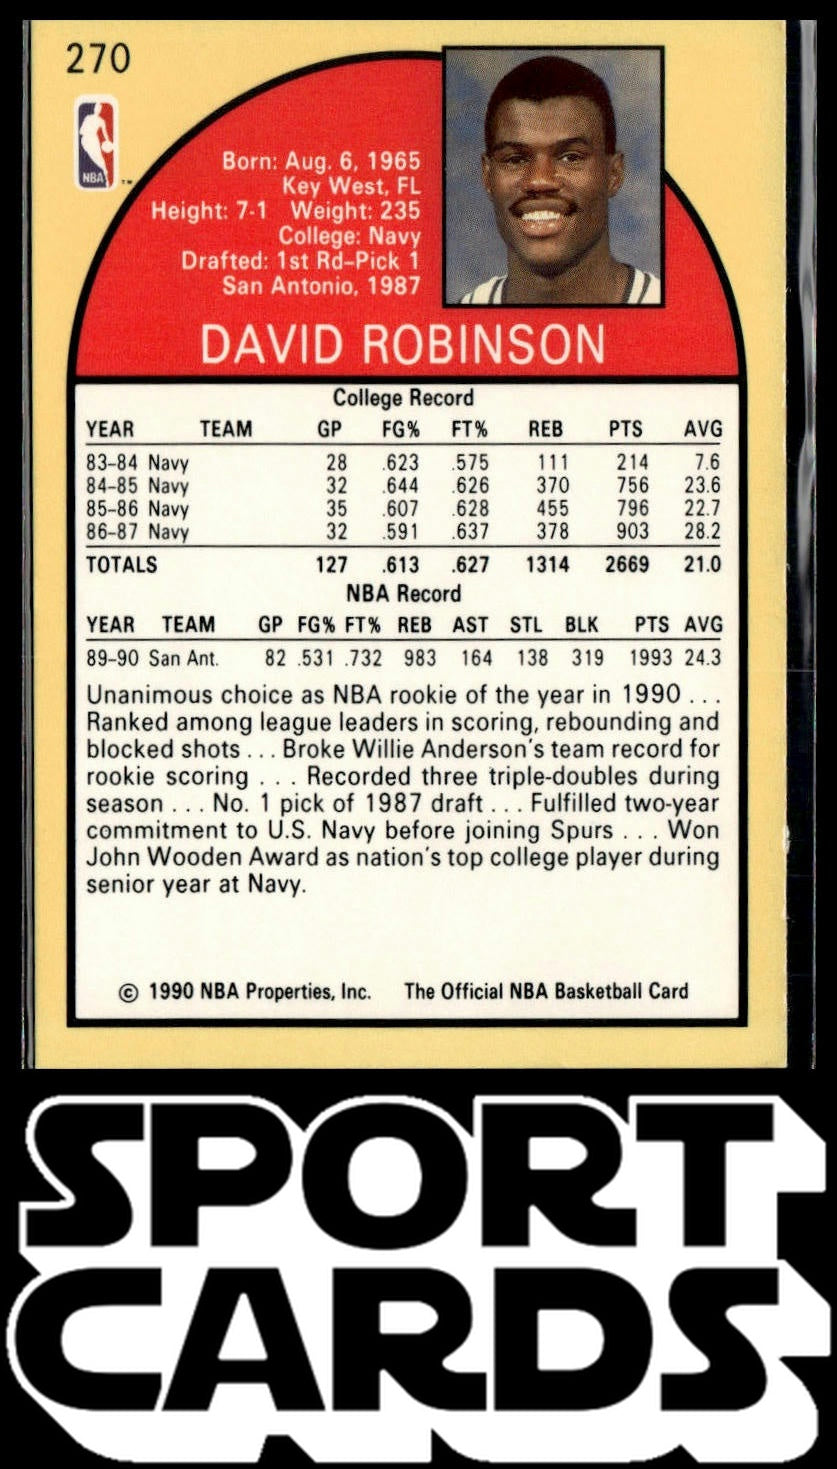 270
NBA
™
Born: Aug. 6, 1965
Key West, FL
Height: 7-1 Weight: 235
College: Navy
Drafted: 1st Rd–Pick 1
San Antonio, 1987
DAVID ROBINSON
College Record
YEAR TEAM GP FG% FT% REB PTS AVG
83–84 Navy 28 .623 .575 111 214 7.6
84–85 Navy 32 .644 .626 370 756 23.6
85–86 Navy 35 .607 .628 455 796 22.7
86–87 Navy 32 .591 .637 378 903 28.2
TOTALS 127 .613 .627 1314 2669 21.0
NBA Record
YEAR TEAM GP FG% FT% REB AST STL BLK PTS AVG
89–90 San Ant. 82 .531 .732 983 164 138 319 1993 24.3
Unanimous choice as NBA rookie of the year in 1990 ...
Ranked among league leaders in scoring, rebounding and
blocked shots ... Broke Willie Anderson's team record for
rookie scoring ... Recorded three triple-doubles during
season ... No. 1 pick of 1987 draft ... Fulfilled two-year
commitment to U.S. Navy before joining Spurs ... Won
John Wooden Award as nation's top college player during
senior year at Navy.
© 1990 NBA Properties, Inc. The Official NBA Basketball Card
SPORT
CARDS